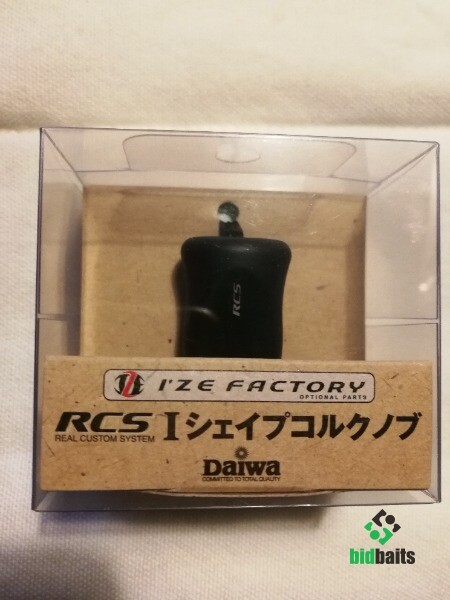 RCS
I'ZE FACTORY
OPTIONAL PARTS
RCS Iシェイプコルクノブ
REAL CUSTOM SYSTEM
Daiwa
COMMITTED TO TOTAL QUALITY
bidbaits